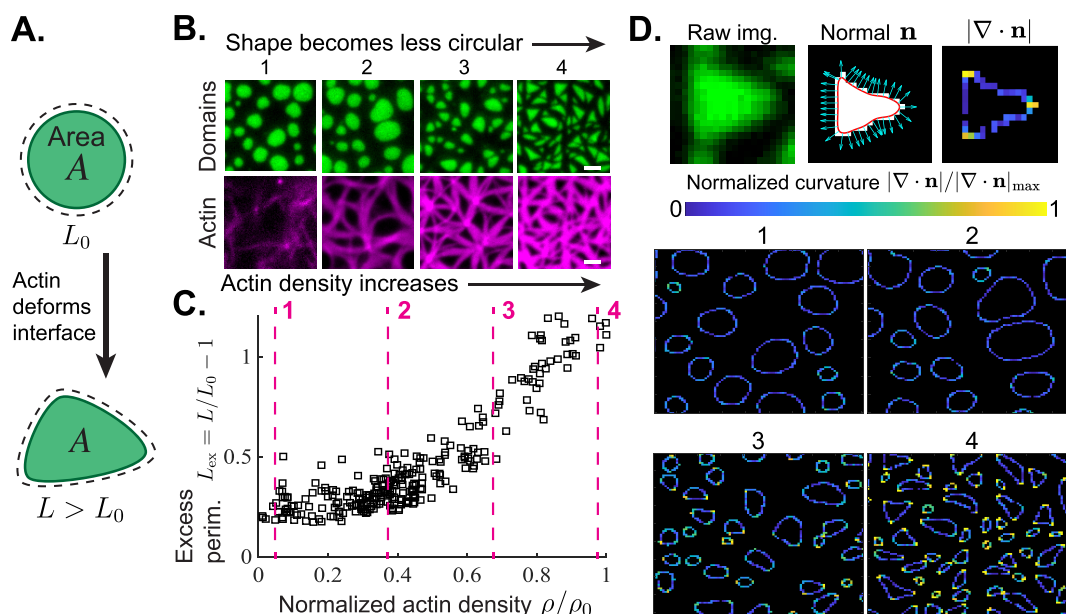 A.
Area
A
L₀
Actin
deforms
interface
A
L > L₀
B.
Shape becomes less circular
1 2 3 4
Domains
Actin
Actin density increases
C.
1 2 3 4
Excess
perim. L_ex = L/L₀ − 1
1
0.5
0
0 0.2 0.4 0.6 0.8 1
Normalized actin density ρ/ρ₀
D.
Raw img. Normal n |∇ · n|
Normalized curvature |∇ · n|/|∇ · n|max
0 1
1 2
3 4